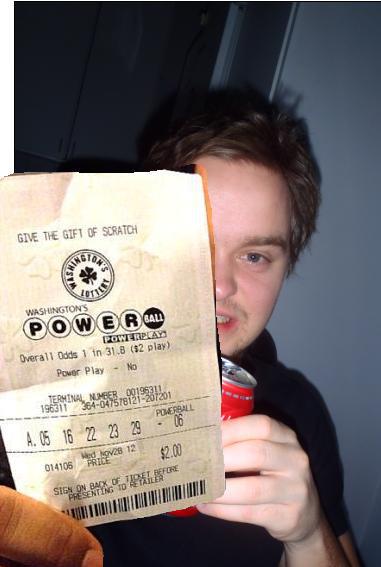 GIVE THE GIFT OF SCRATCH
WASHINGTON'S LOTTERY
WASHINGTON'S
POWERBALL
POWERPLAY
Overall Odds 1 in 31.8 ($2 play)
Power Play - No
TERMINAL NUMBER 00196311
196311 364-047578121-207201
POWERBALL
A. 05 16 22 23 29 - 06
Wed Nov28 12
014106 PRICE $2.00
SIGN ON BACK OF TICKET BEFORE
PRESENTING TO RETAILER